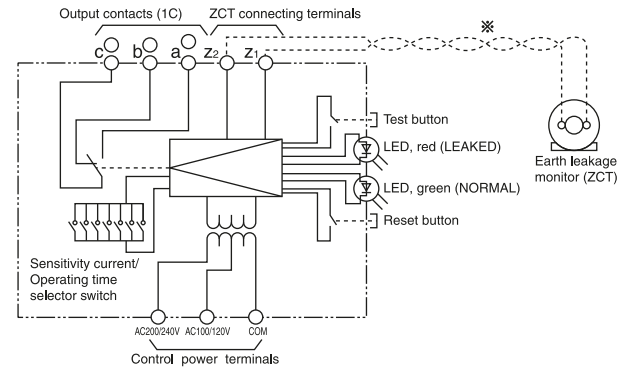 Output contacts (1C)
ZCT connecting terminals
※
c b a z2 z1
Test button
LED, red (LEAKED)
Earth leakage
monitor (ZCT)
LED, green (NORMAL)
Reset button
Sensitivity current/
Operating time
selector switch
AC200/240V AC100/120V COM
Control power terminals